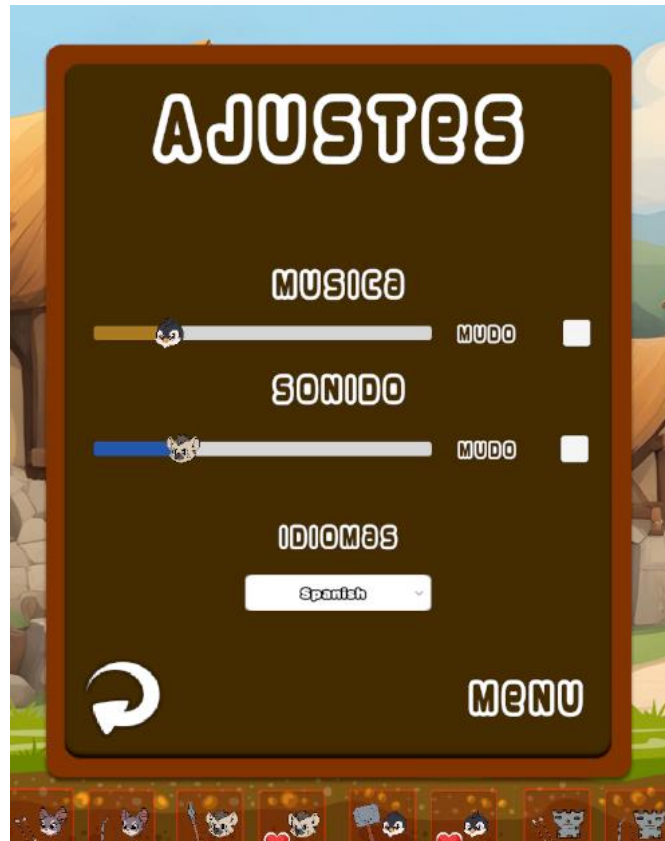 AJUSTES
MUSICA
MUDO
SONIDO
MUDO
IDIOMAS
Spanish
MENU